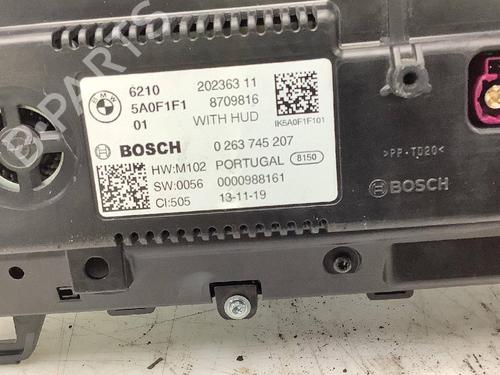 6210 202363 11
5A0F1F1 8709816
01 WITH HUD
IK5A0F1F101
BOSCH 0 263 745 207
HW:M102 PORTUGAL 8150
SW:0056 0000988161
CI:505 13-11-19
>PP-TD20<
BOSCH
B PARTS